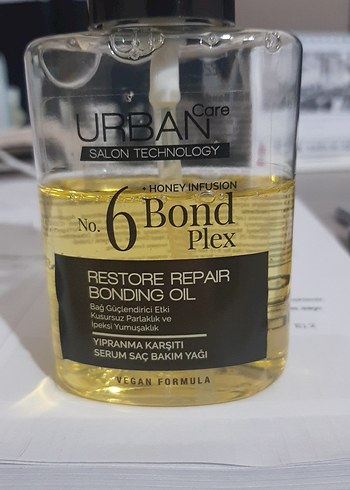 URBAN Care
SALON TECHNOLOGY
+ HONEY INFUSION
No. 6 Bond
Plex
RESTORE REPAIR
BONDING OIL
Bağ Güçlendirici Etki
Kusursuz Parlaklık ve
İpeksi Yumuşaklık
YIPRANMA KARŞITI
SERUM SAÇ BAKIM YAĞI
VEGAN FORMULA